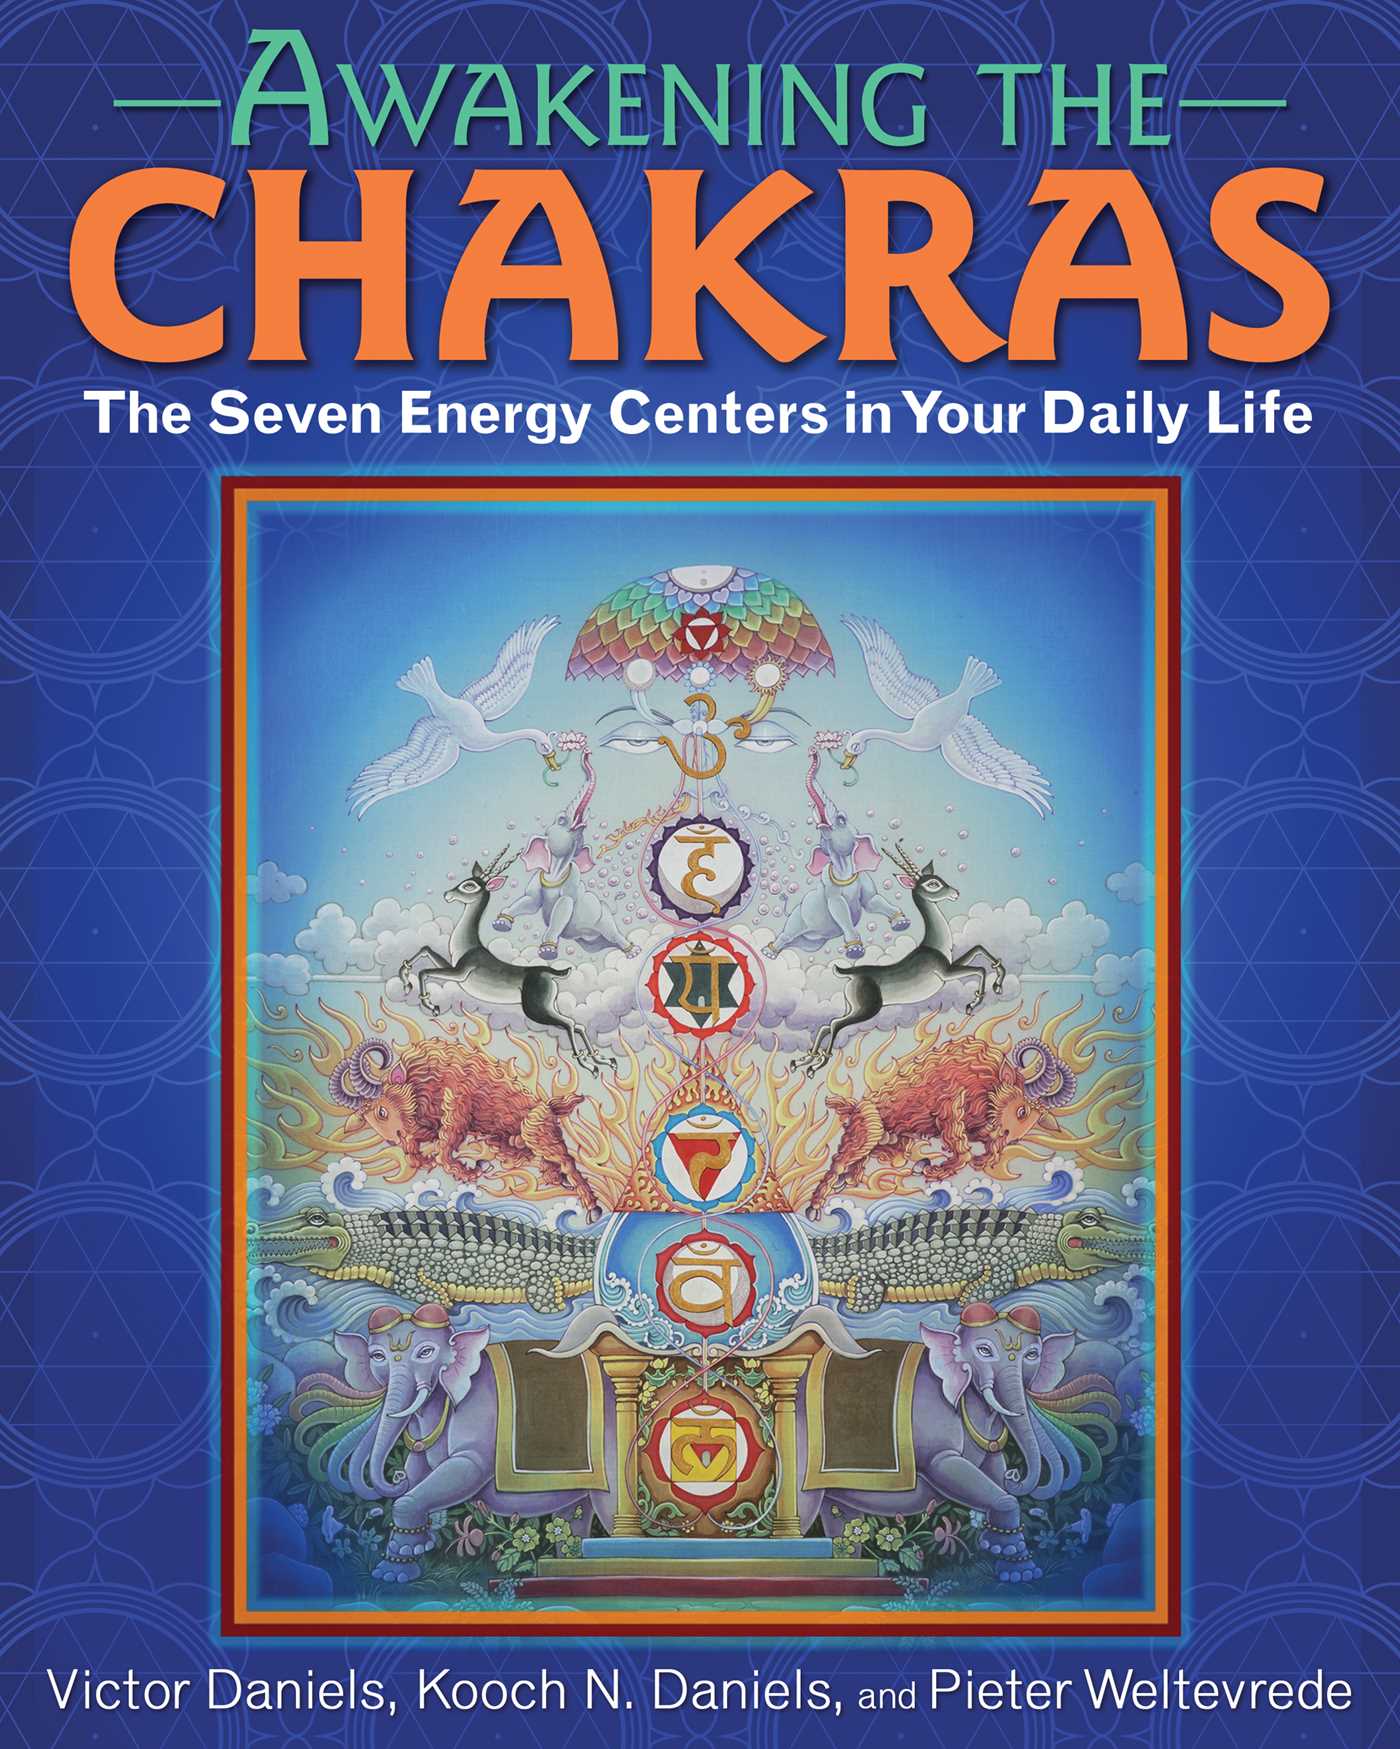 AWAKENING THE
CHAKRAS
The Seven Energy Centers in Your Daily Life
ॐ
हं
यं
रं
वं
लं
Victor Daniels, Kooch N. Daniels, and Pieter Weltevrede